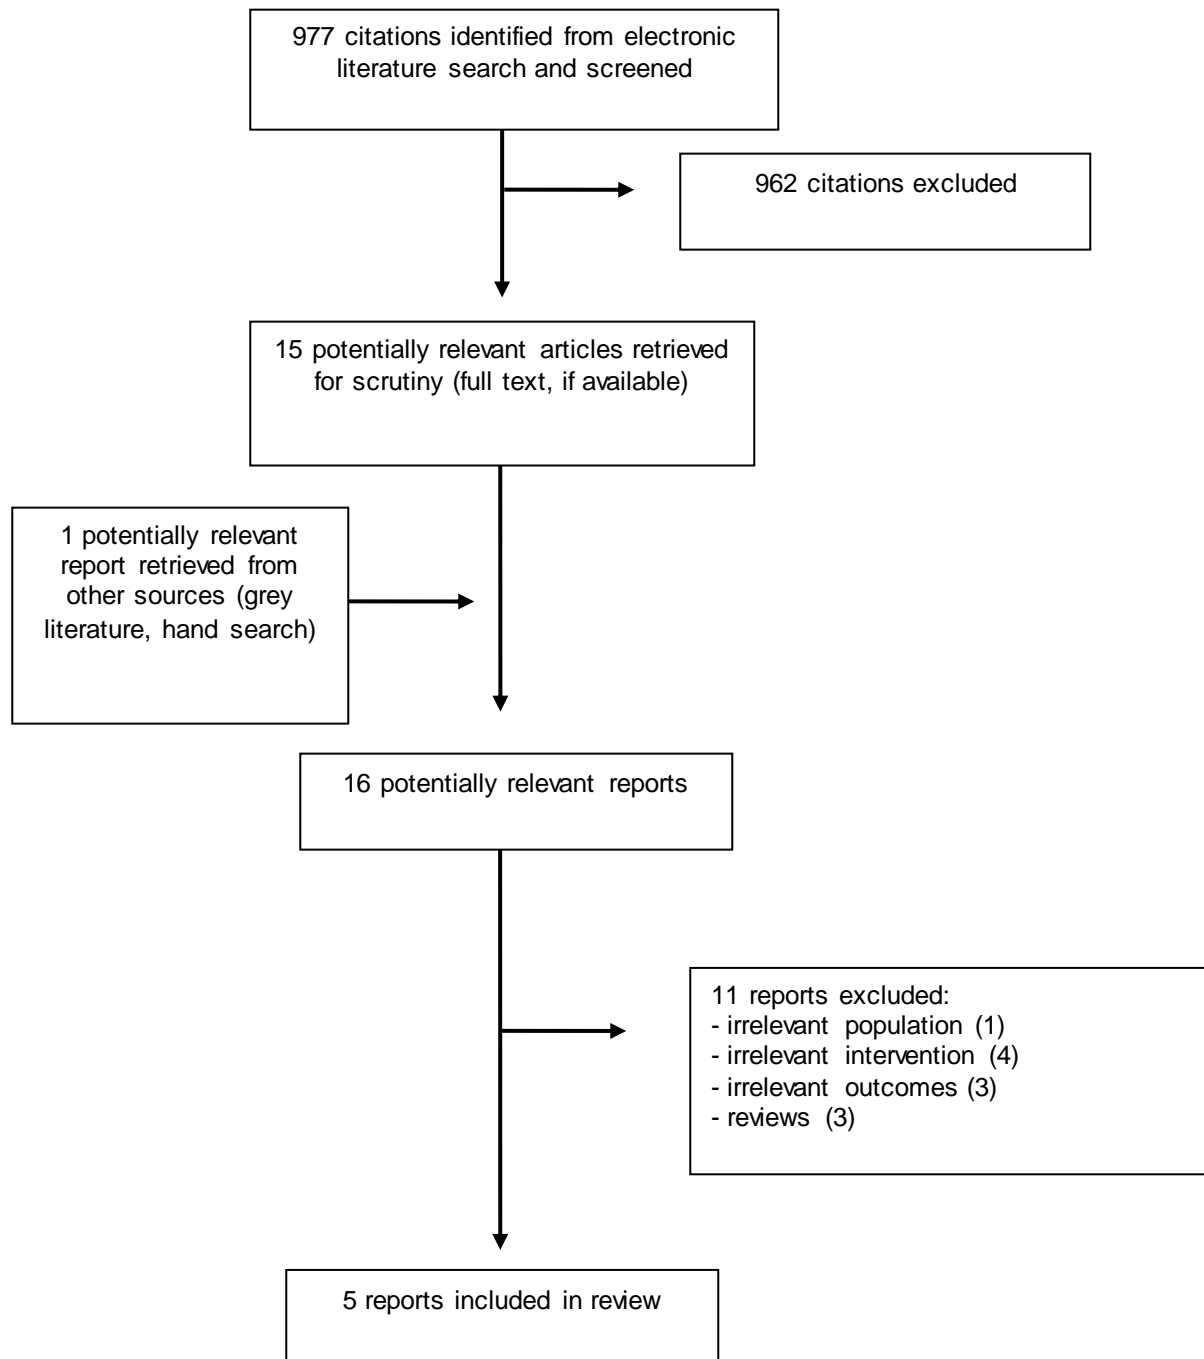 977 citations identified from electronic
literature search and screened
962 citations excluded
15 potentially relevant articles retrieved
for scrutiny (full text, if available)
1 potentially relevant
report retrieved from
other sources (grey
literature, hand search)
16 potentially relevant reports
11 reports excluded:
- irrelevant population (1)
- irrelevant intervention (4)
- irrelevant outcomes (3)
- reviews (3)
5 reports included in review